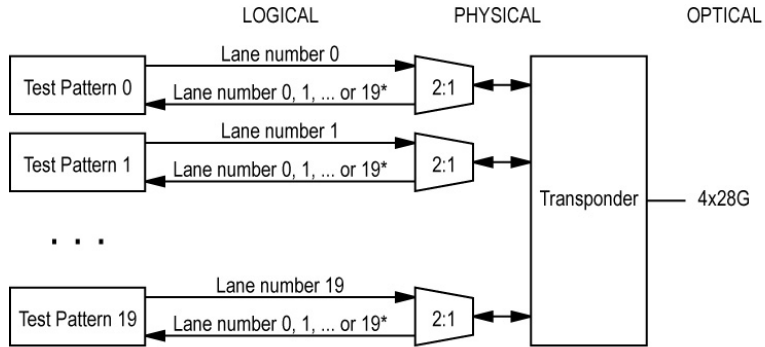 LOGICAL PHYSICAL OPTICAL
Lane number 0
Test Pattern 0 2:1
Lane number 0, 1, ... or 19*
Lane number 1
Test Pattern 1 2:1
Lane number 0, 1, ... or 19*
Transponder 4x28G
. . .
Lane number 19
Test Pattern 19 2:1
Lane number 0, 1, ... or 19*